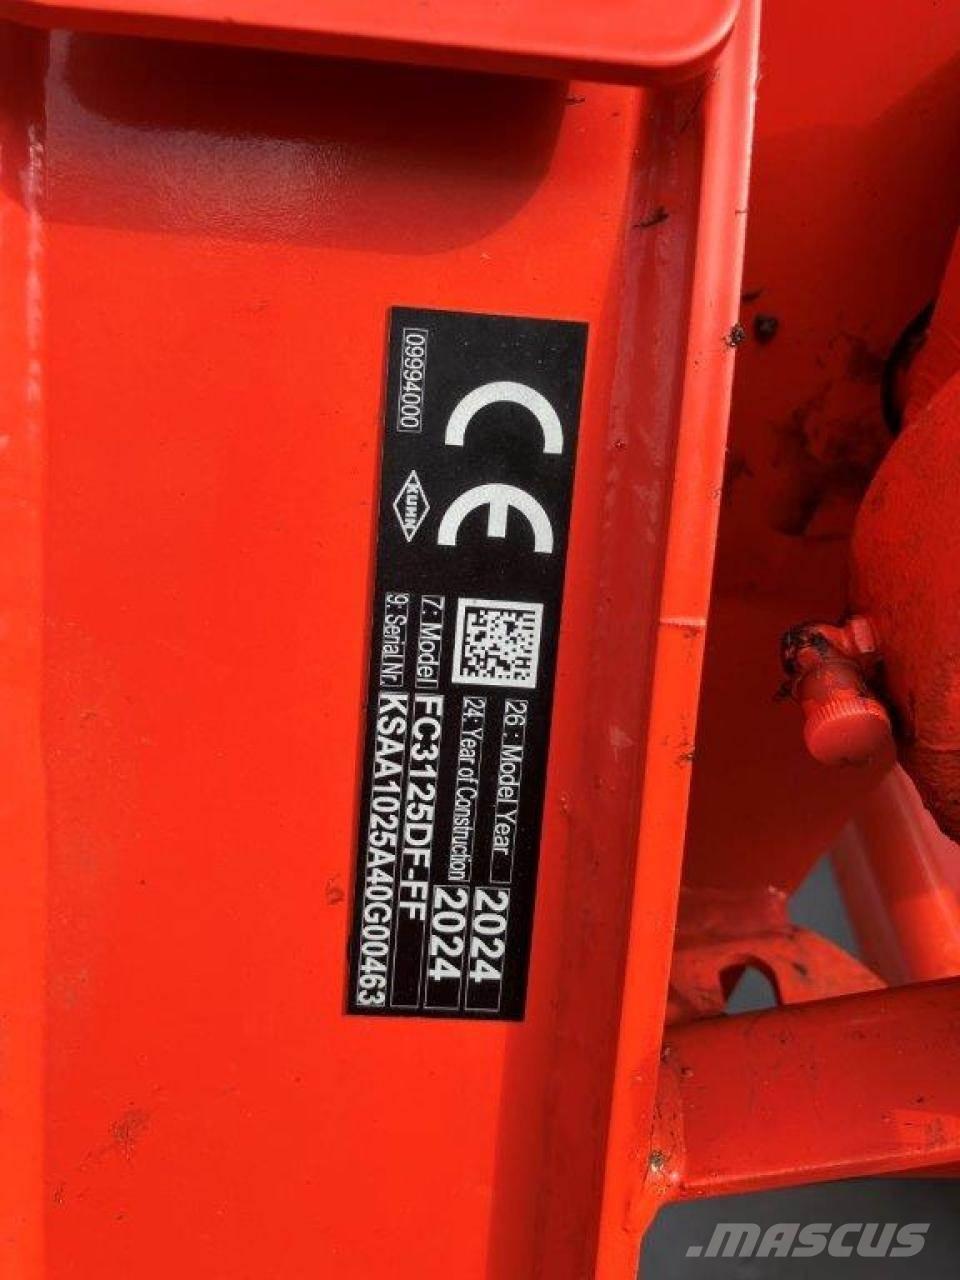 09994000
KUHN
CE
26: Model Year 2024
24: Year of Construction 2024
7: Model FC3125DF-FF
9: Serial Nr. KSAA1025A40G00463
MASCUS